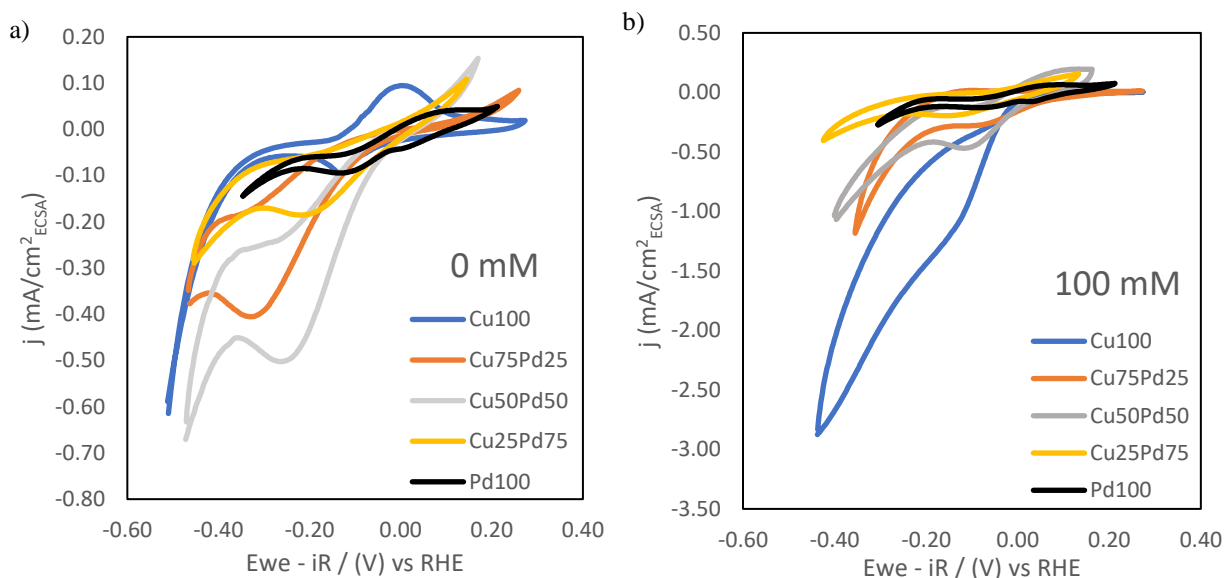 a)
0.20
0.10
0.00
-0.10
-0.20
-0.30
-0.40
-0.50
-0.60
-0.70
-0.80
j (mA/cm²ECSA)
0 mM
Cu100
Cu75Pd25
Cu50Pd50
Cu25Pd75
Pd100
-0.60 -0.40 -0.20 0.00 0.20 0.40
Ewe - iR / (V) vs RHE
b)
0.50
0.00
-0.50
-1.00
-1.50
-2.00
-2.50
-3.00
-3.50
j (mA/cm²ECSA)
100 mM
Cu100
Cu75Pd25
Cu50Pd50
Cu25Pd75
Pd100
-0.60 -0.40 -0.20 0.00 0.20 0.40
Ewe - iR / (V) vs RHE